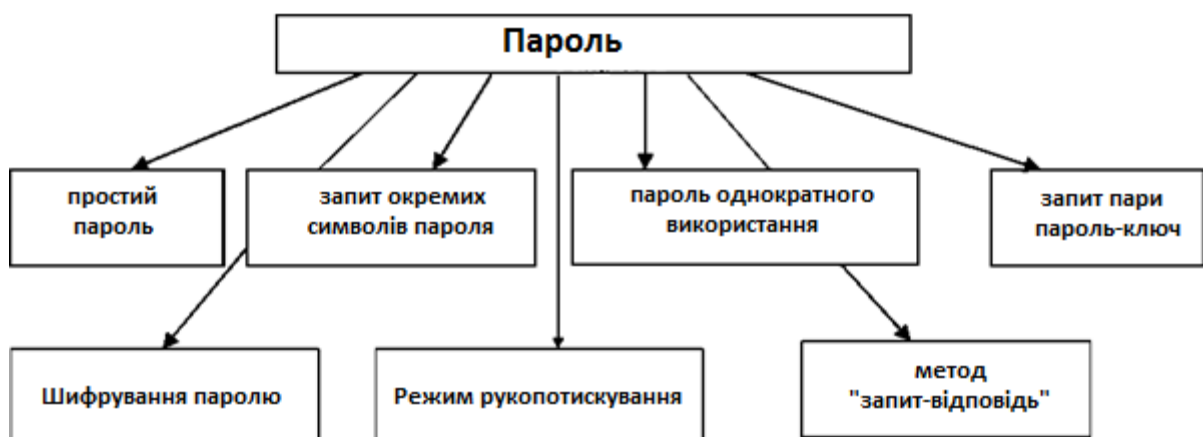 Пароль
простий
пароль
запит окремих
символів пароля
пароль однократного
використання
запит пари
пароль-ключ
Шифрування паролю
Режим рукопотискування
метод
"запит-відповідь"